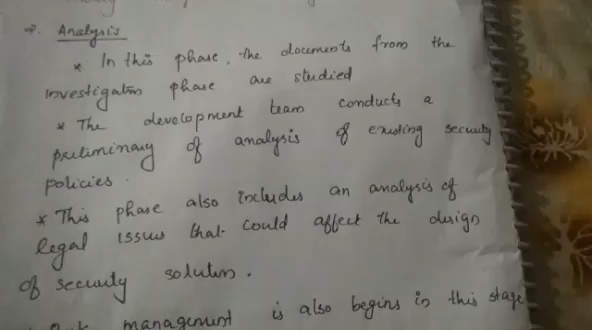 Analysis
* In this phase, the documents from the
investigation phase are studied
* The development team conducts a
preliminary of analysis of existing security
policies.
* This phase also includes an analysis of
legal issues that could affect the design
of security solution.
management is also begins in this stage